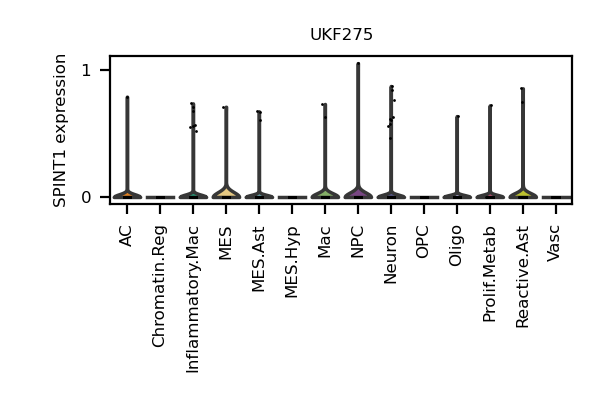 UKF275
SPINT1 expression
1
0
AC
Chromatin.Reg
Inflammatory.Mac
MES
MES.Ast
MES.Hyp
Mac
NPC
Neuron
OPC
Oligo
Prolif.Metab
Reactive.Ast
Vasc